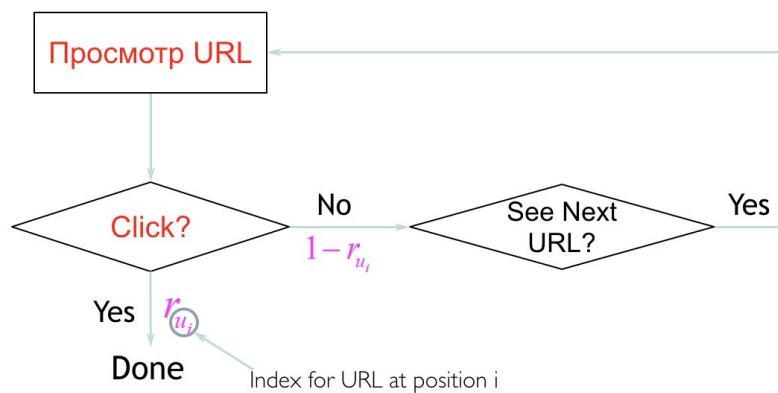 Просмотр URL
Click?
No
1 − r_{u_i}
See Next
URL?
Yes
Yes
r_{u_i}
Done
Index for URL at position i